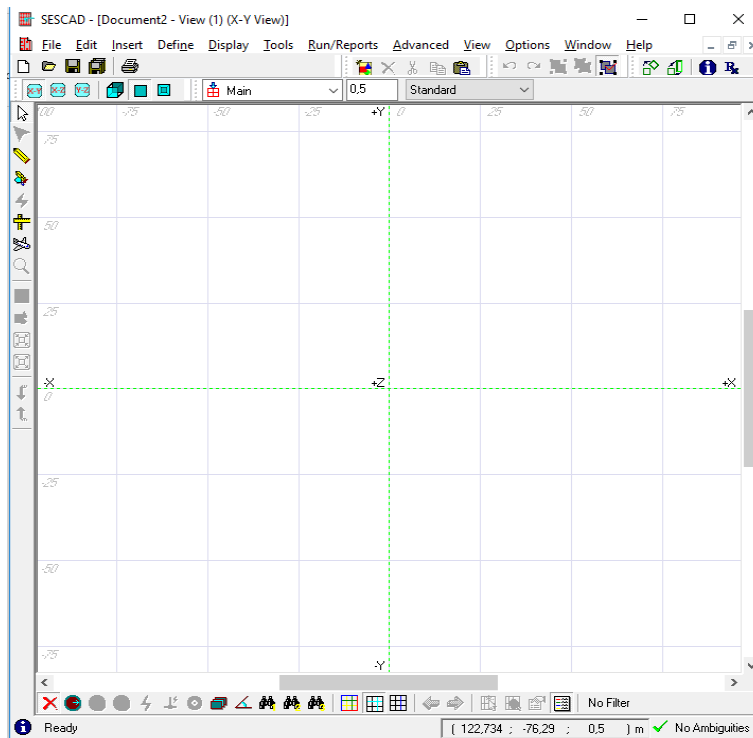 SESCAD - [Document2 - View (1) (X-Y View)]
File Edit Insert Define Display Tools Run/Reports Advanced View Options Window Help
X-Y X-Z Y-Z Main 0,5 Standard
00 -75 -50 -25 +Y 0 25 50 75
75
50
25
-X +Z +X
0
-25
-50
-75
-Y
No Filter
Ready ( 122,734 ; -76,29 ; 0,5 ) m No Ambiguities